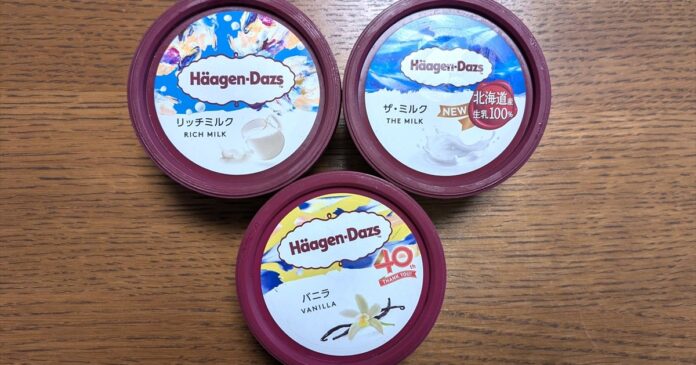 Häagen-Dazs
リッチミルク
RICH MILK
Häagen-Dazs
ザ・ミルク
THE MILK
NEW
北海道産
生乳100%
Häagen-Dazs
40th
THANK YOU!
バニラ
VANILLA